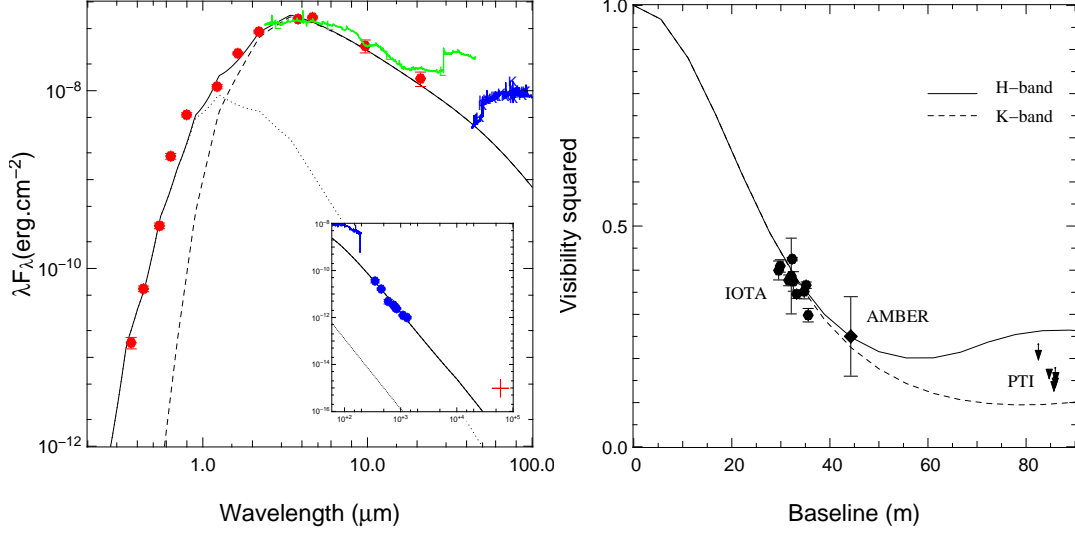 10⁻⁸
10⁻¹⁰
10⁻¹²
λFλ(erg.cm⁻²)
1.0
10.0
100.0
Wavelength (μm)
10⁻⁸
10⁻¹⁰
10⁻¹²
10⁻¹⁴
10⁻¹⁶
10⁺²
10⁺³
10⁺⁴
10⁺⁵
1.0
0.5
0.0
Visibility squared
H−band
K−band
IOTA
AMBER
PTI
0
20
40
60
80
Baseline (m)